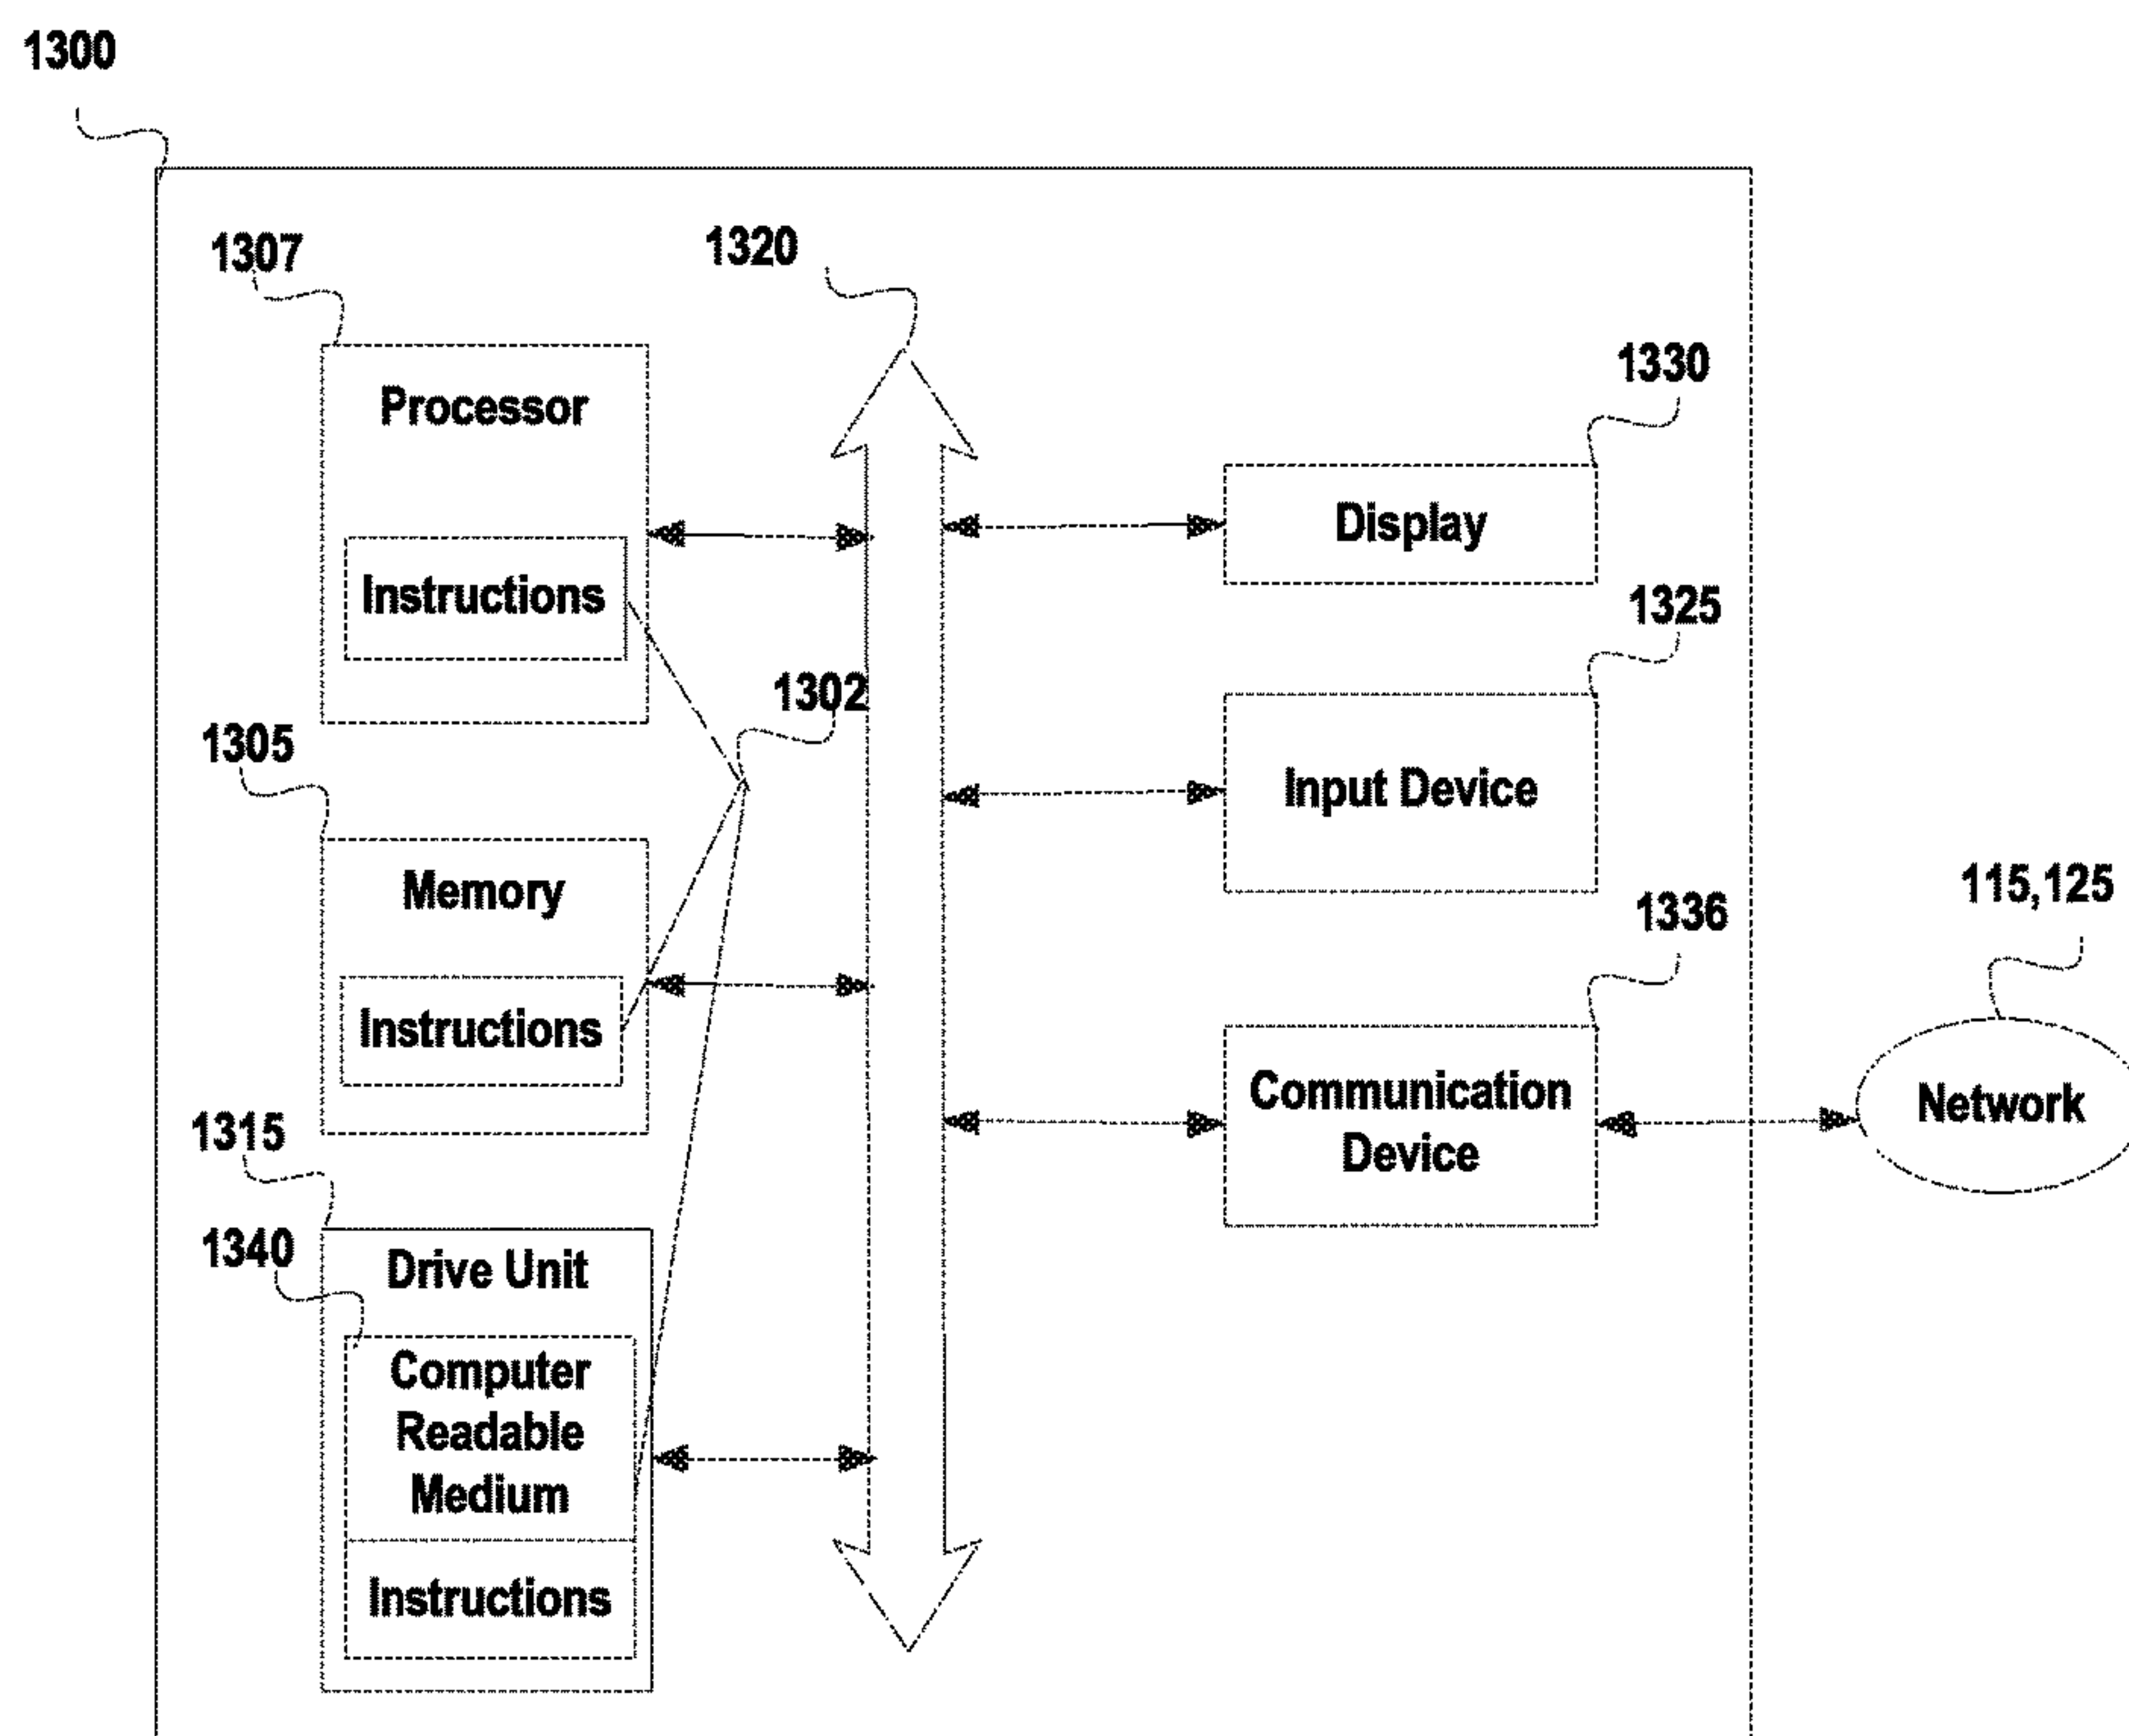 1300
1307
1320
1330
Processor
Display
Instructions
1325
1302
1305
Input Device
Memory
115,125
1336
Instructions
Communication
Device
Network
1315
1340
Drive Unit
Computer
Readable
Medium
Instructions